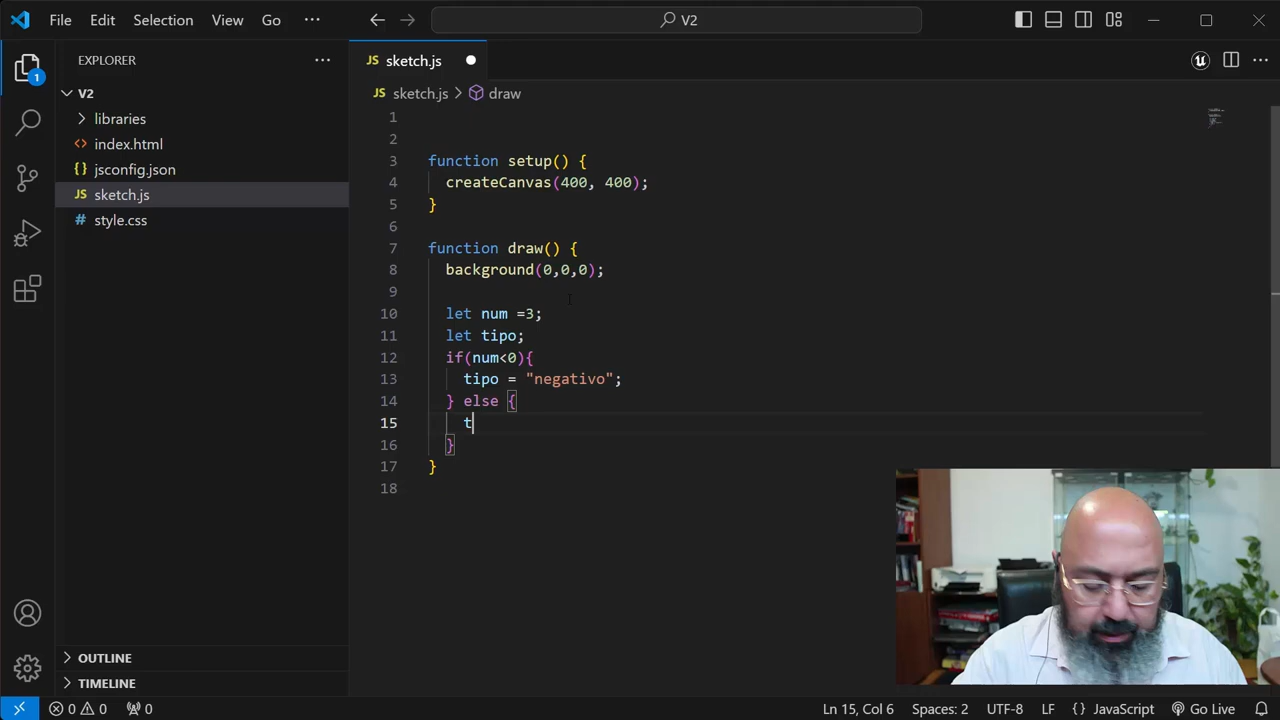 File Edit Selection View Go ··· V2
EXPLORER ···
JS sketch.js
1
V2
JS sketch.js > draw
libraries
<> index.html
{} jsconfig.json
JS sketch.js
# style.css
1
2
3 function setup() {
4 createCanvas(400, 400);
5 }
6
7 function draw() {
8 background(0,0,0);
9
10 let num =3;
11 let tipo;
12 if(num<0){
13 tipo = "negativo";
14 } else {
15 t
16 }
17 }
18
OUTLINE
TIMELINE
0 0 0 Ln 15, Col 6 Spaces: 2 UTF-8 LF {} JavaScript Go Live